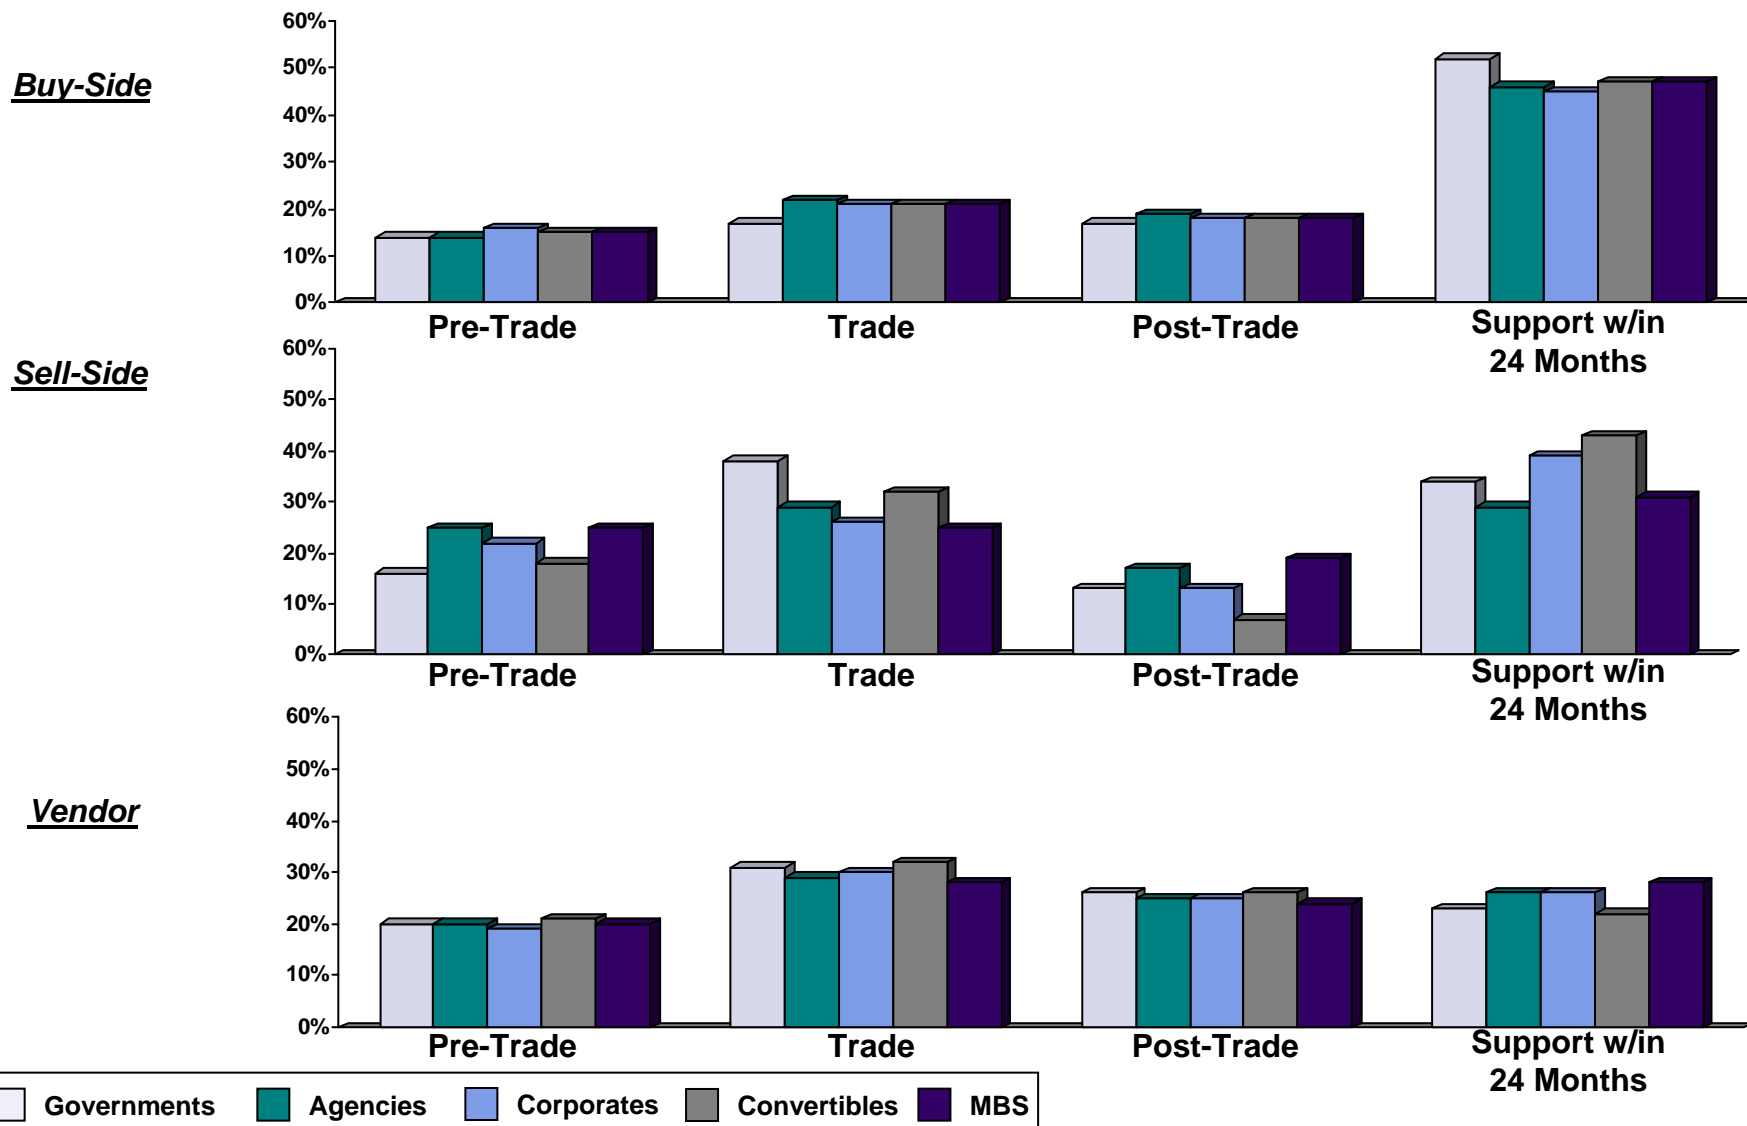 Buy-Side
60%
50%
40%
30%
20%
10%
0%
Pre-Trade Trade Post-Trade Support w/in
24 Months
Sell-Side
60%
50%
40%
30%
20%
10%
0%
Pre-Trade Trade Post-Trade Support w/in
24 Months
Vendor
60%
50%
40%
30%
20%
10%
0%
Pre-Trade Trade Post-Trade Support w/in
24 Months
Governments Agencies Corporates Convertibles MBS